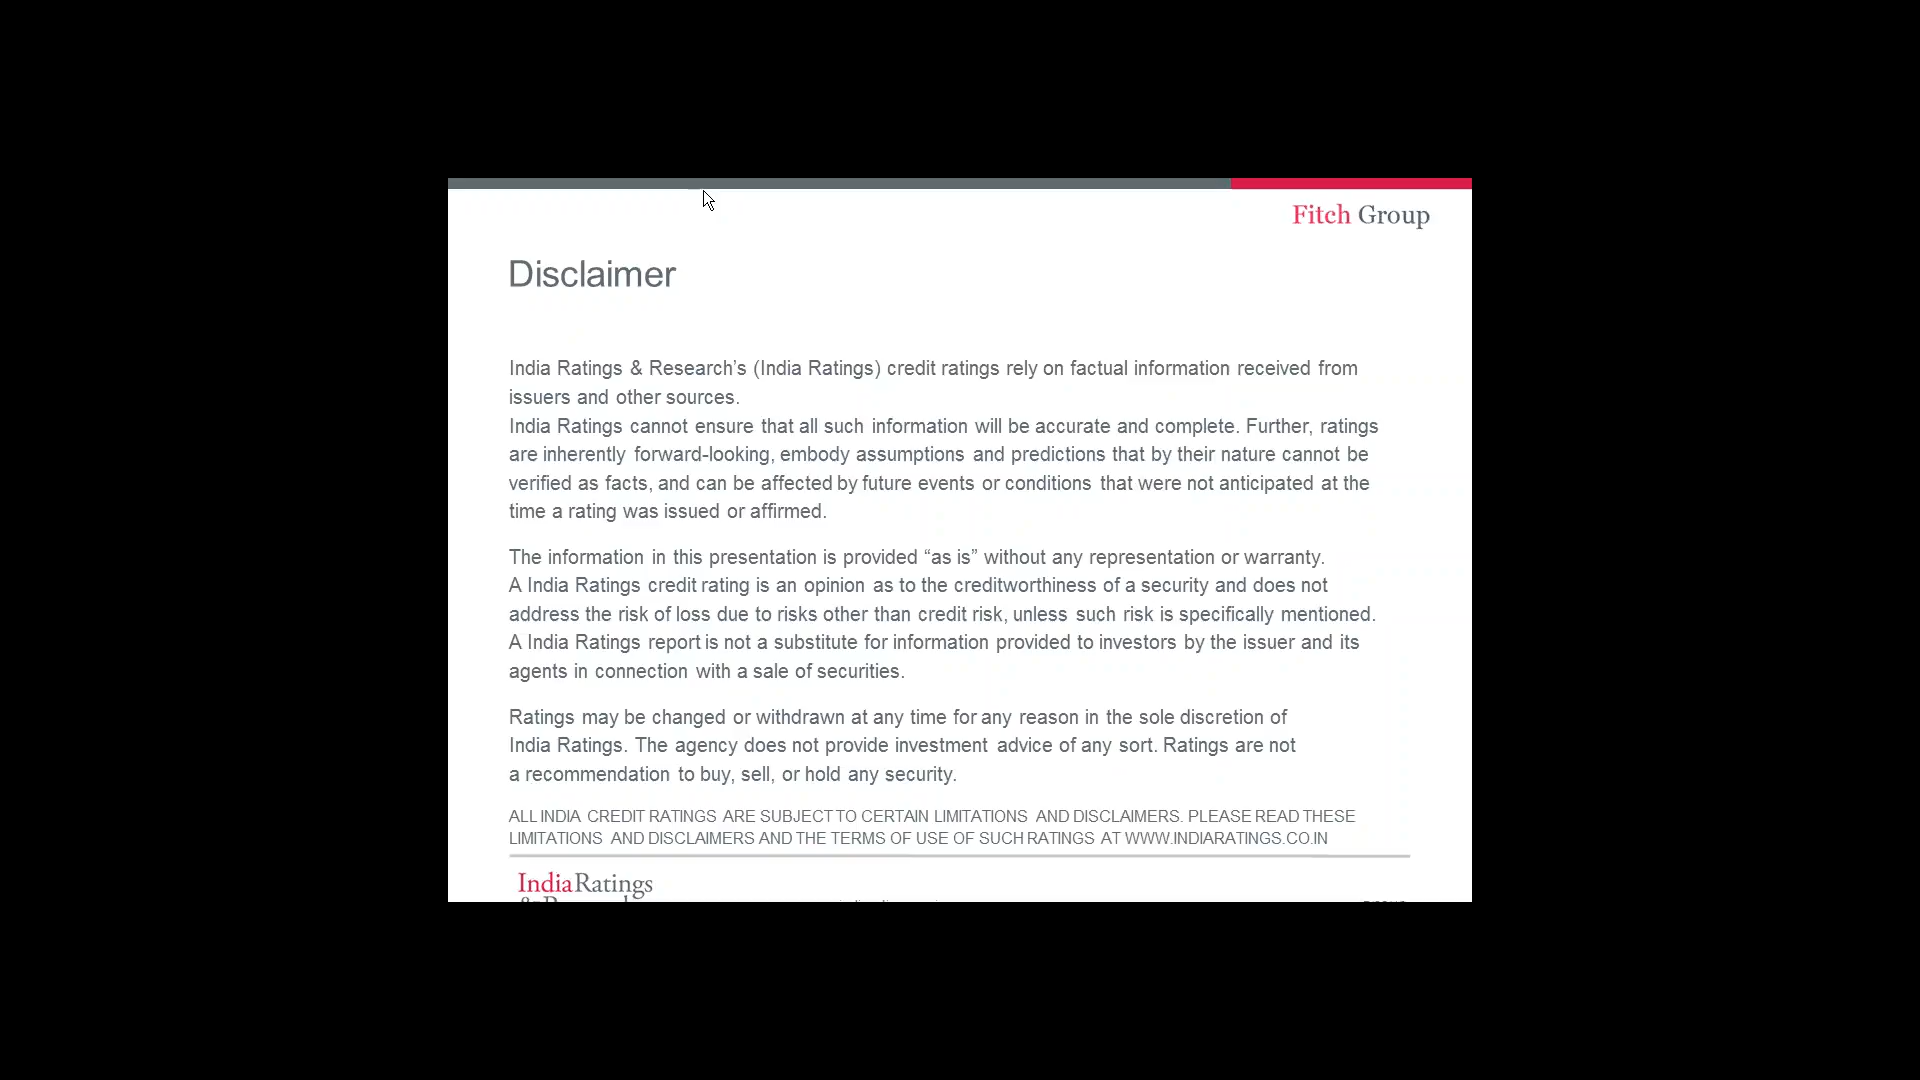 Fitch Group
Disclaimer
India Ratings & Research’s (India Ratings) credit ratings rely on factual information received from
issuers and other sources.
India Ratings cannot ensure that all such information will be accurate and complete. Further, ratings
are inherently forward-looking, embody assumptions and predictions that by their nature cannot be
verified as facts, and can be affected by future events or conditions that were not anticipated at the
time a rating was issued or affirmed.
The information in this presentation is provided “as is” without any representation or warranty.
A India Ratings credit rating is an opinion as to the creditworthiness of a security and does not
address the risk of loss due to risks other than credit risk, unless such risk is specifically mentioned.
A India Ratings report is not a substitute for information provided to investors by the issuer and its
agents in connection with a sale of securities.
Ratings may be changed or withdrawn at any time for any reason in the sole discretion of
India Ratings. The agency does not provide investment advice of any sort. Ratings are not
a recommendation to buy, sell, or hold any security.
ALL INDIA CREDIT RATINGS ARE SUBJECT TO CERTAIN LIMITATIONS AND DISCLAIMERS. PLEASE READ THESE
LIMITATIONS AND DISCLAIMERS AND THE TERMS OF USE OF SUCH RATINGS AT WWW.INDIARATINGS.CO.IN
IndiaRatings